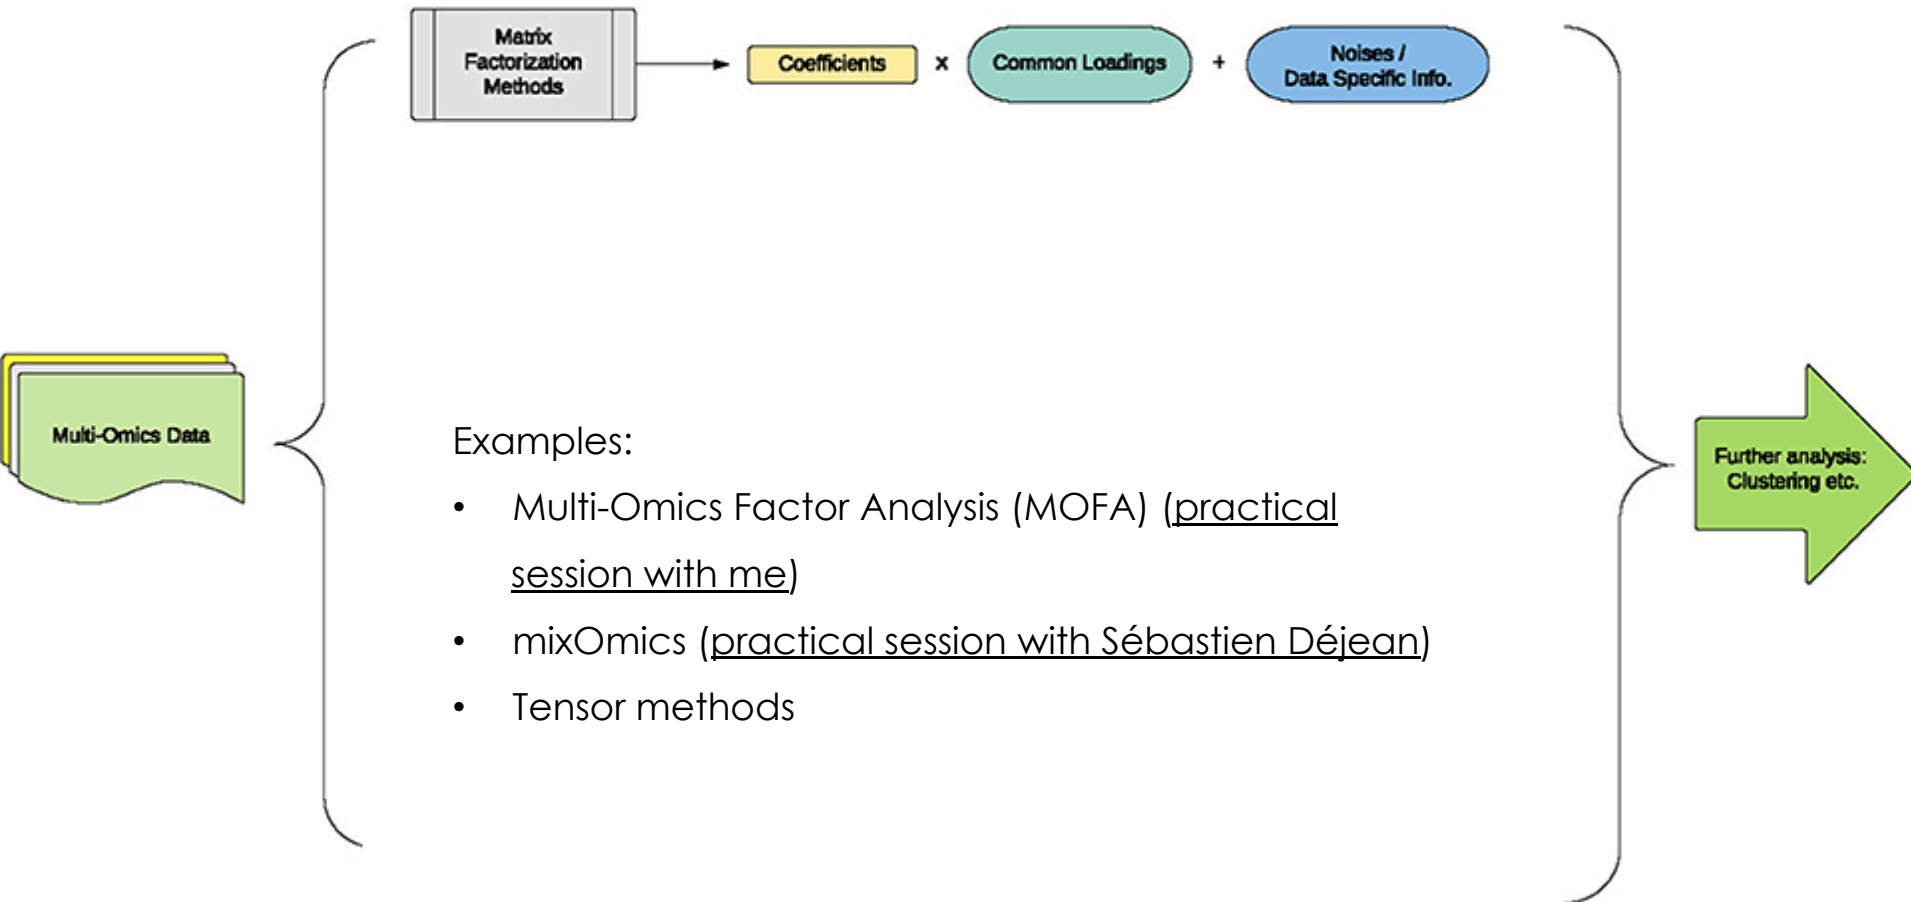 Matrix
Factorization
Methods
Coefficients
x
Common Loadings
+
Noises /
Data Specific Info.
Multi-Omics Data
Examples:
• Multi-Omics Factor Analysis (MOFA) (practical
session with me)
• mixOmics (practical session with Sébastien Déjean)
• Tensor methods
Further analysis:
Clustering etc.